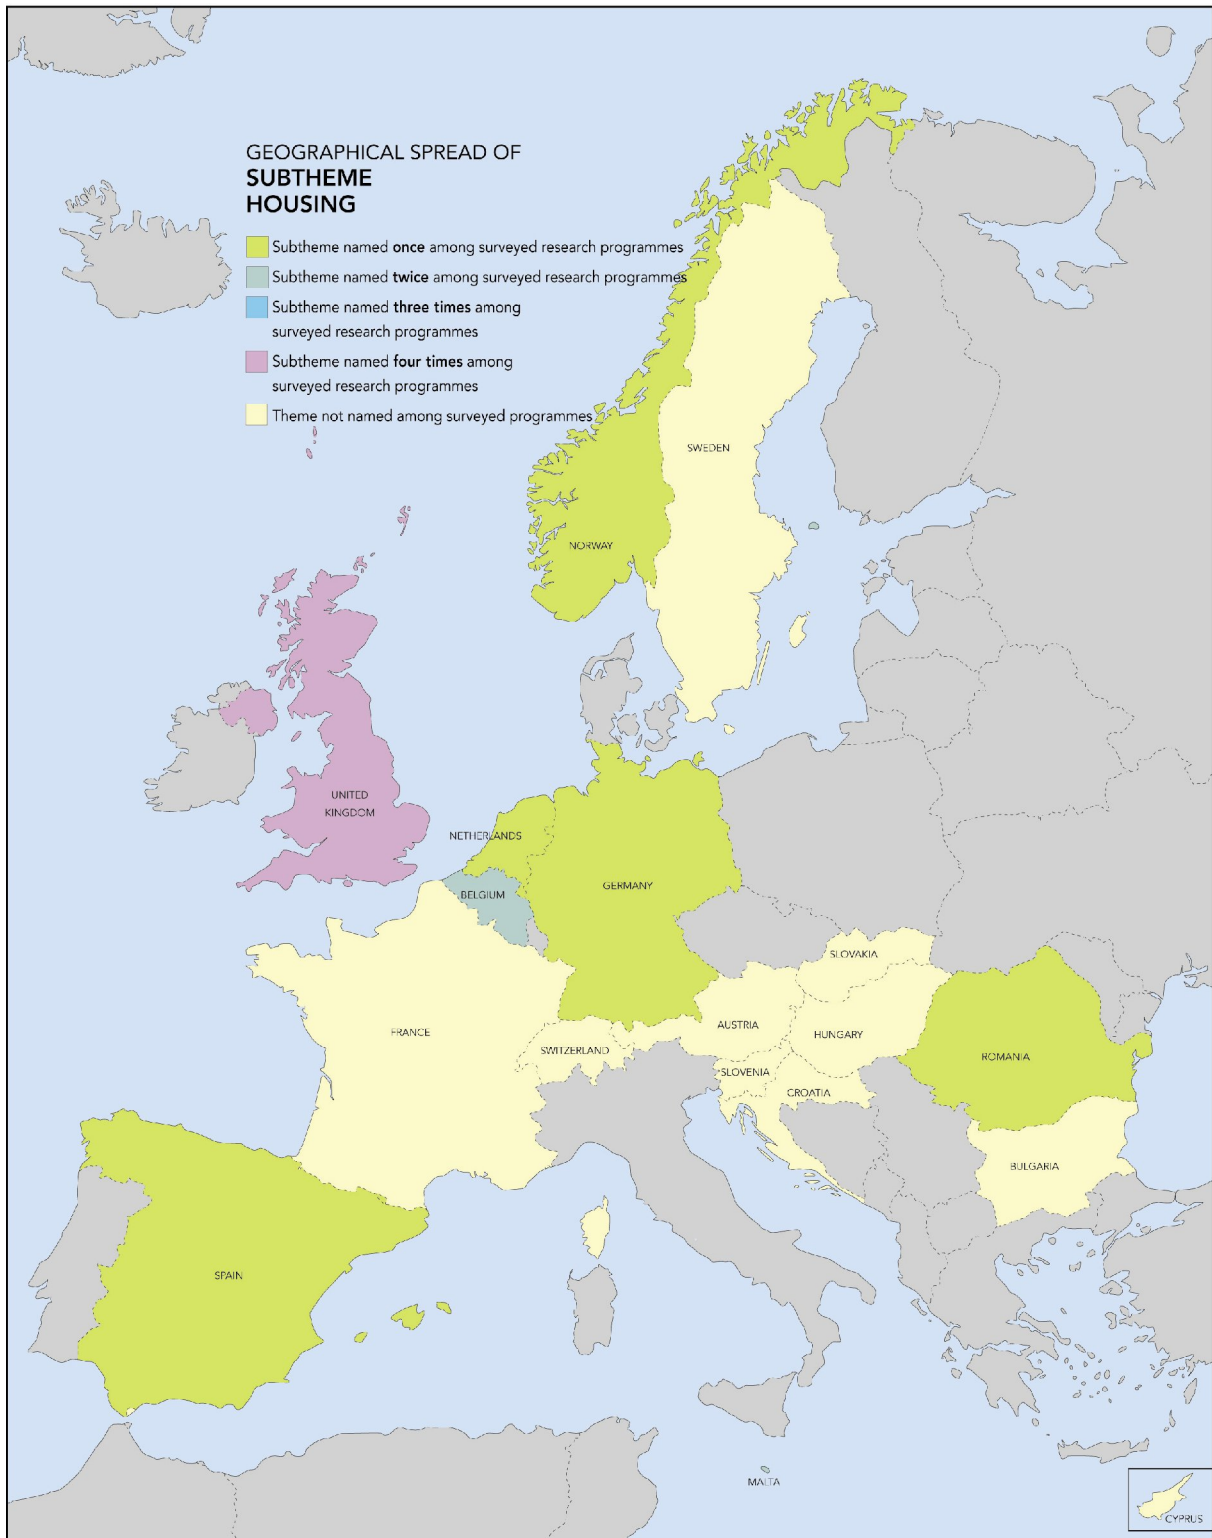 GEOGRAPHICAL SPREAD OF
SUBTHEME
HOUSING
Subtheme named once among surveyed research programmes
Subtheme named twice among surveyed research programmes
Subtheme named three times among
surveyed research programmes
Subtheme named four times among
surveyed research programmes
Theme not named among surveyed programmes
SWEDEN
NORWAY
UNITED
KINGDOM
NETHERLANDS
BELGIUM
GERMANY
SLOVAKIA
FRANCE
AUSTRIA
HUNGARY
SWITZERLAND
ROMANIA
SLOVENIA
CROATIA
BULGARIA
SPAIN
MALTA
CYPRUS